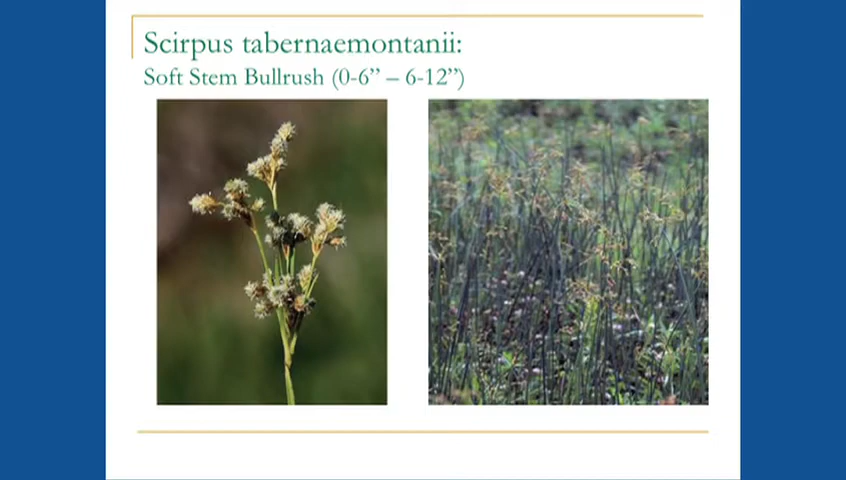 Scirpus tabernaemontanii:
Soft Stem Bullrush (0-6” – 6-12”)